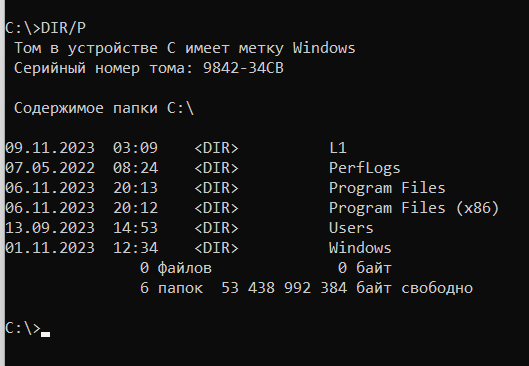 C:\>DIR/P
Том в устройстве C имеет метку Windows
Серийный номер тома: 9842-34CB
Содержимое папки C:\
09.11.2023  03:09    <DIR>          L1
07.05.2022  08:24    <DIR>          PerfLogs
06.11.2023  20:13    <DIR>          Program Files
06.11.2023  20:12    <DIR>          Program Files (x86)
13.09.2023  14:53    <DIR>          Users
01.11.2023  12:34    <DIR>          Windows
0 файлов              0 байт
6 папок  53 438 992 384 байт свободно
C:\>